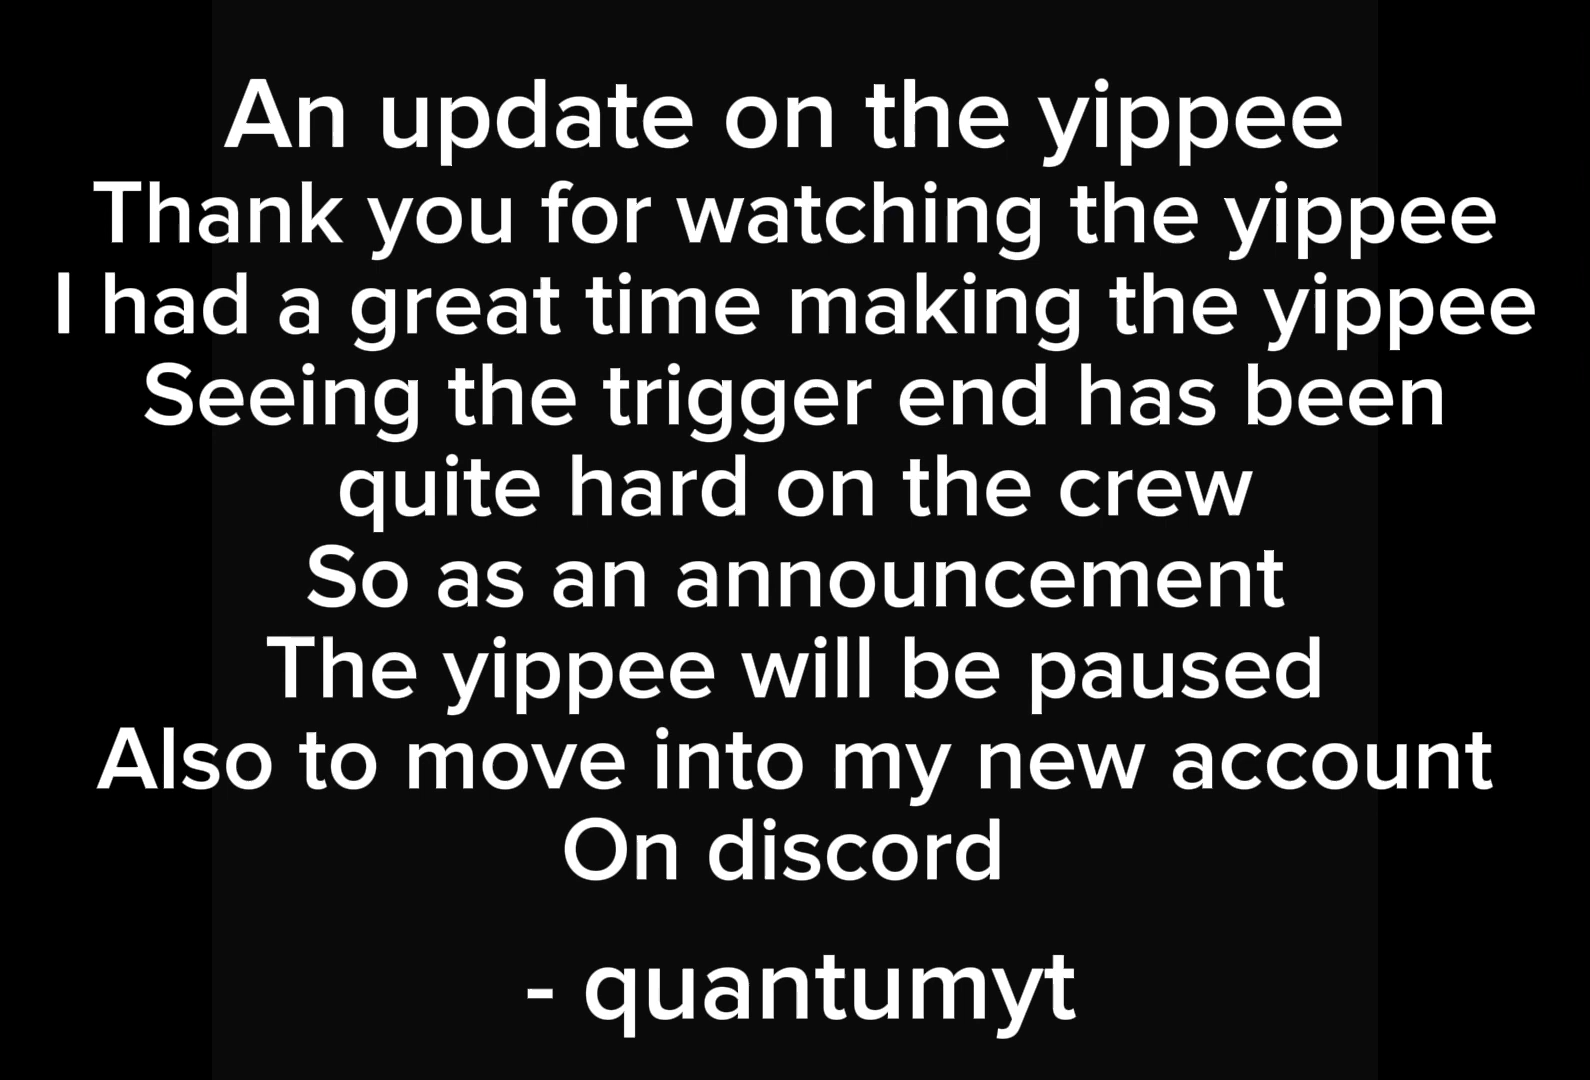 An update on the yippee
Thank you for watching the yippee
I had a great time making the yippee
Seeing the trigger end has been
quite hard on the crew
So as an announcement
The yippee will be paused
Also to move into my new account
On discord
- quantumyt